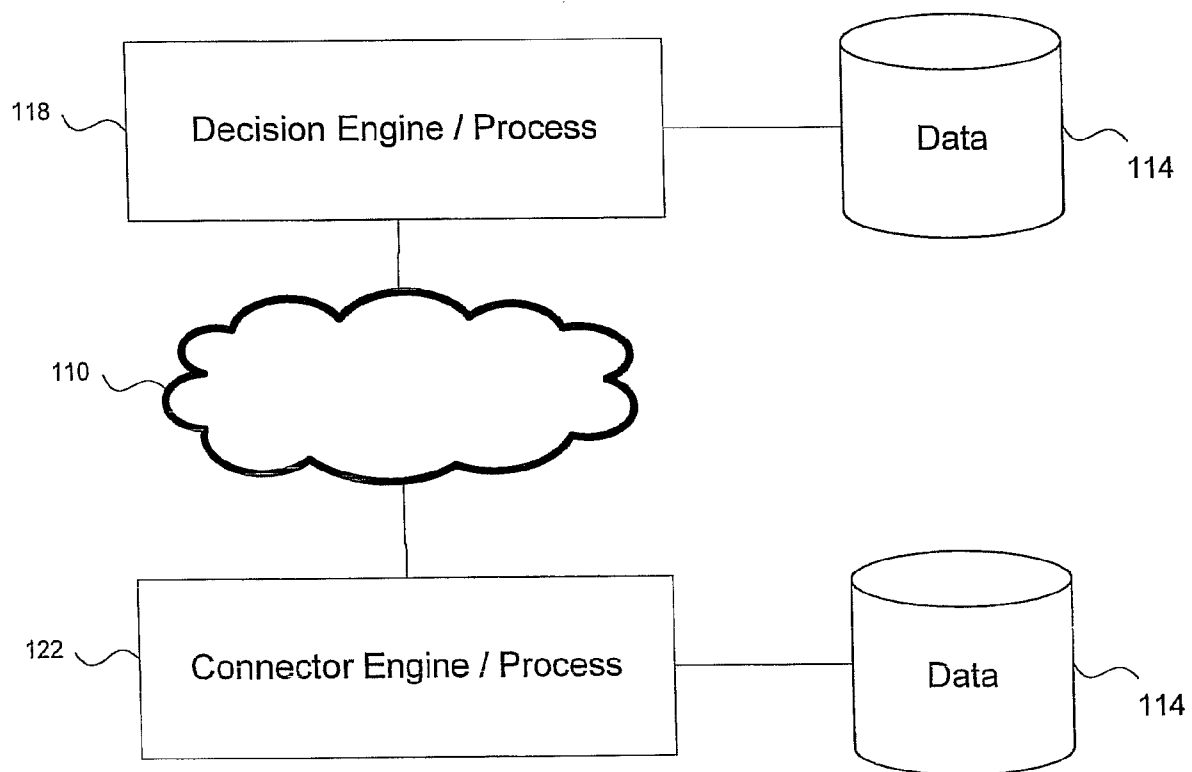 118
Decision Engine / Process
Data
114
110
122
Connector Engine / Process
Data
114